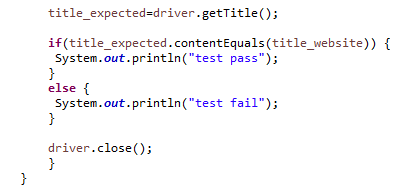 title_expected=driver.getTitle();
if(title_expected.contentEquals(title_website)) {
System.out.println("test pass");
}
else {
System.out.println("test fail");
}
driver.close();
}
}